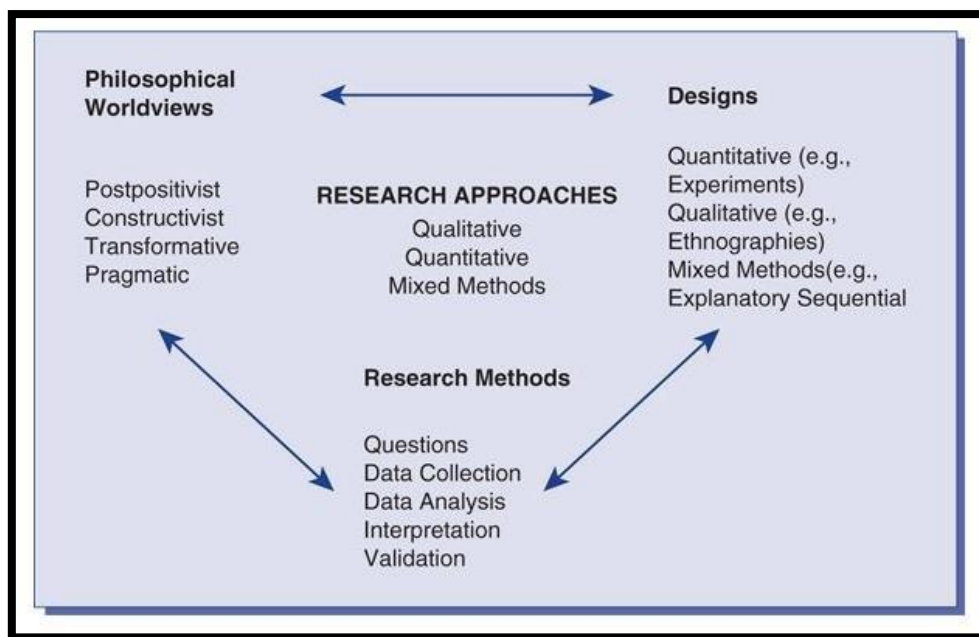 Philosophical
Worldviews
Postpositivist
Constructivist
Transformative
Pragmatic
RESEARCH APPROACHES
Qualitative
Quantitative
Mixed Methods
Designs
Quantitative (e.g.,
Experiments)
Qualitative (e.g.,
Ethnographies)
Mixed Methods(e.g.,
Explanatory Sequential
Research Methods
Questions
Data Collection
Data Analysis
Interpretation
Validation